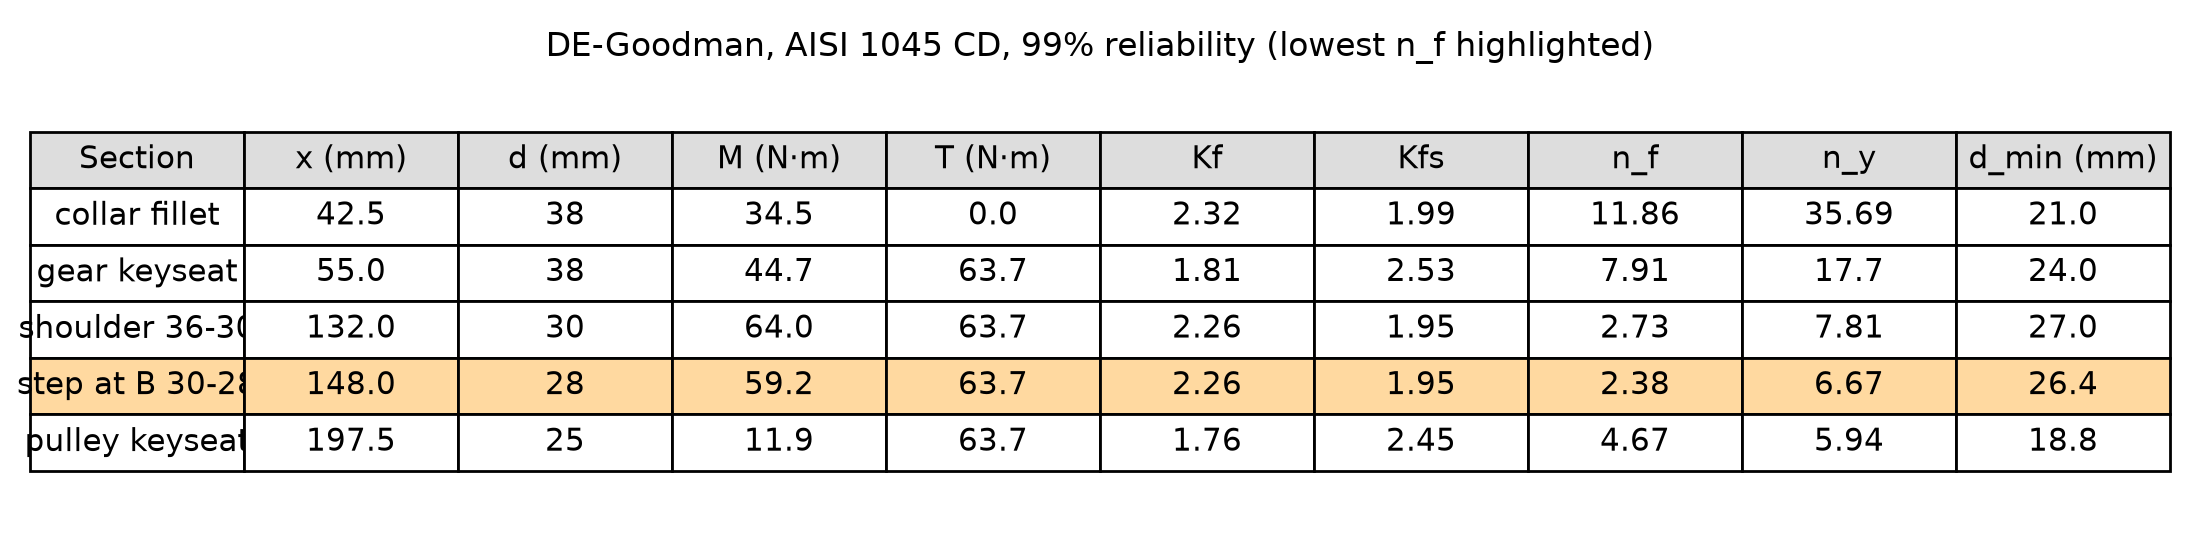 DE-Goodman, AISI 1045 CD, 99% reliability (lowest n_f highlighted)
Section x (mm) d (mm) M (N·m) T (N·m) Kf Kfs n_f n_y d_min (mm)
collar fillet 42.5 38 34.5 0.0 2.32 1.99 11.86 35.69 21.0
gear keyseat 55.0 38 44.7 63.7 1.81 2.53 7.91 17.7 24.0
shoulder 36-30 132.0 30 64.0 63.7 2.26 1.95 2.73 7.81 27.0
step at B 30-28 148.0 28 59.2 63.7 2.26 1.95 2.38 6.67 26.4
pulley keyseat 197.5 25 11.9 63.7 1.76 2.45 4.67 5.94 18.8